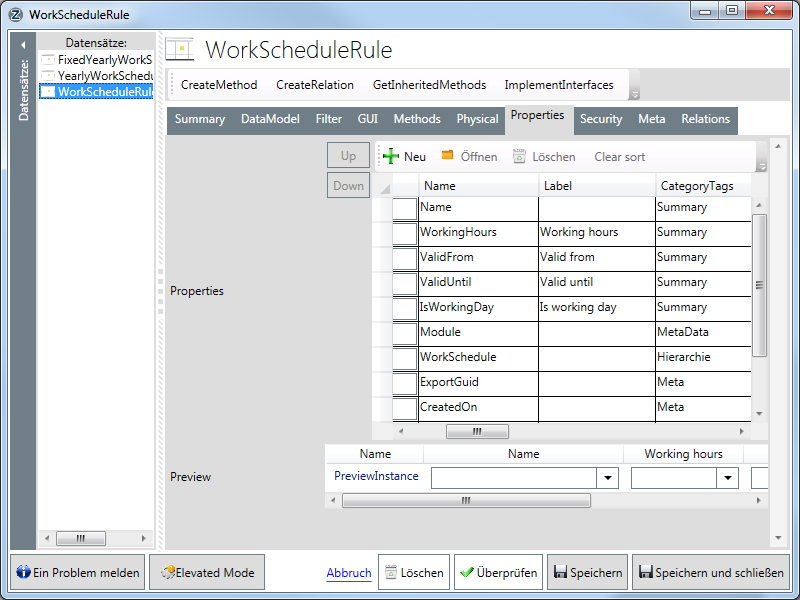 WorkScheduleRule
Datensätze:
Datensätze:
FixedYearlyWorkS
YearlyWorkSchedu
WorkScheduleRule
WorkScheduleRule
CreateMethod CreateRelation GetInheritedMethods ImplementInterfaces
Summary DataModel Filter GUI Methods Physical Properties Security Meta Relations
Up Neu Öffnen Löschen Clear sort
Down
Name Label CategoryTags
Name Summary
WorkingHours Working hours Summary
ValidFrom Valid from Summary
ValidUntil Valid until Summary
IsWorkingDay Is working day Summary
Module MetaData
WorkSchedule Hierarchie
ExportGuid Meta
CreatedOn Meta
Properties
Name Name Working hours
Preview
PreviewInstance
Ein Problem melden Elevated Mode Abbruch Löschen Überprüfen Speichern Speichern und schließen